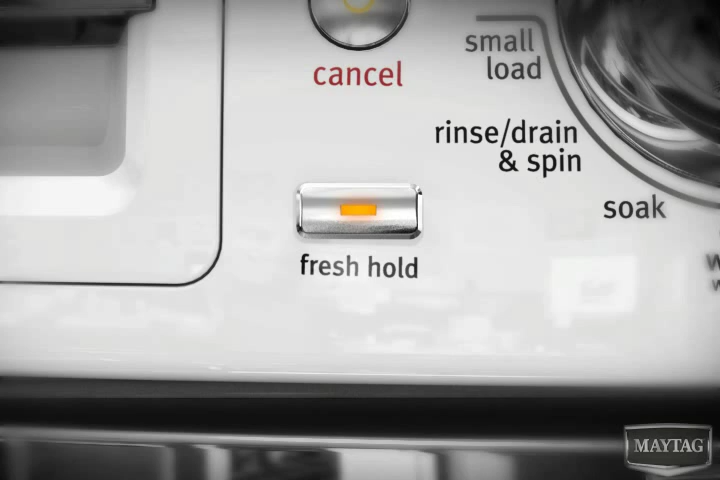 cancel
small
load
rinse/drain
& spin
soak
fresh hold
MAYTAG